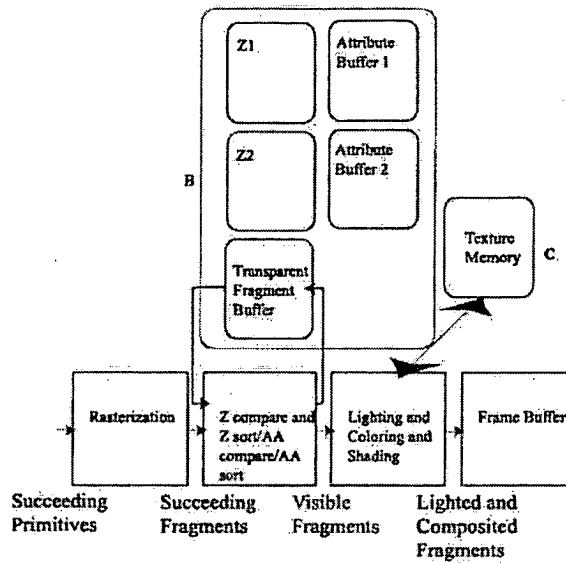 Z1
Attribute
Buffer 1
Z2
Attribute
Buffer 2
B
Texture
Memory
C
Transparent
Fragment
Buffer
Rasterization
Z compare and
Z sort/AA
compare/AA
sort
Lighting and
Coloring and
Shading
Frame Buffer
Succeeding
Primitives
Succeeding
Fragments
Visible
Fragments
Lighted and
Composited
Fragments